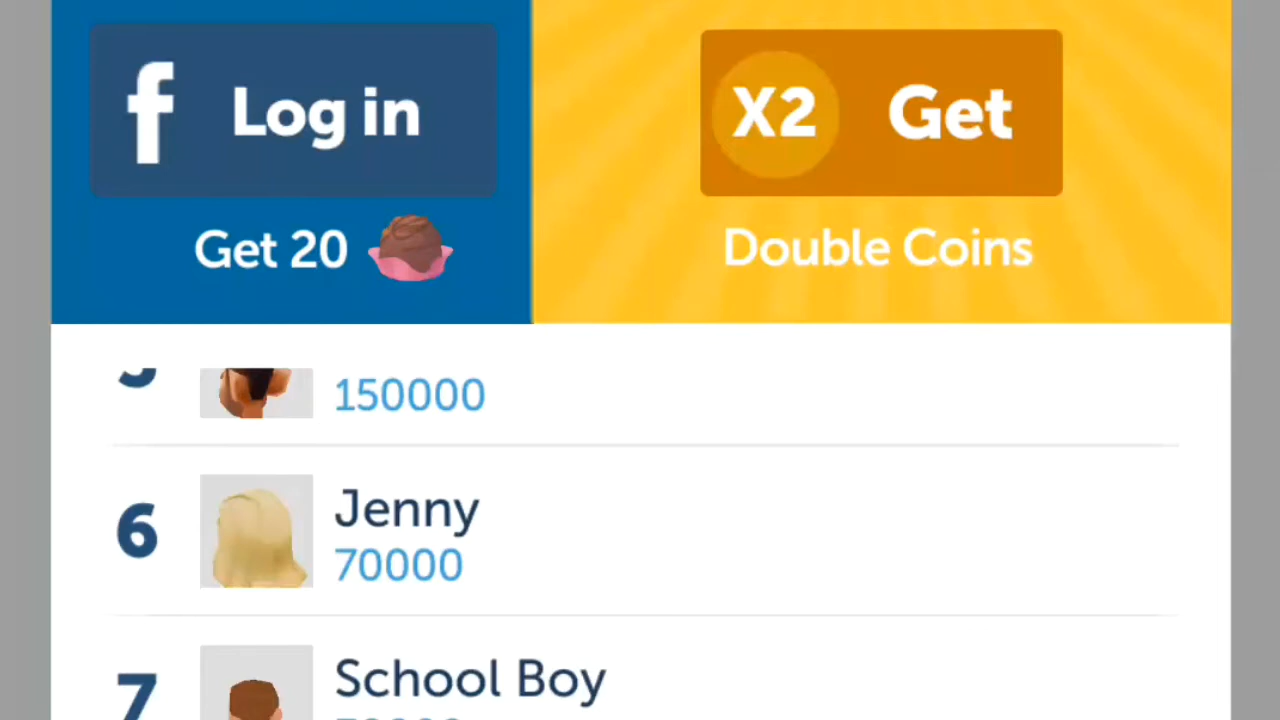 f Log in
Get 20
X2 Get
Double Coins
150000
6 Jenny
70000
7 School Boy